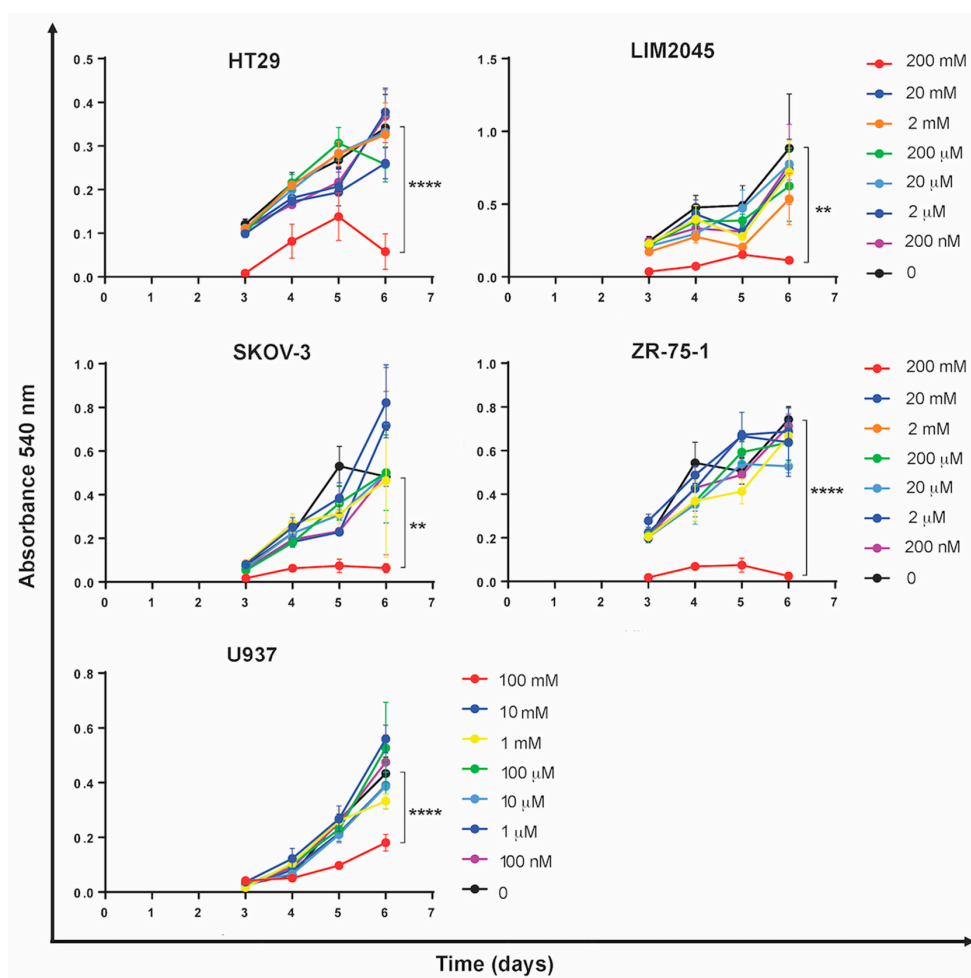 HT29
0.5
0.4
0.3
0.2
0.1
0.0
0 1 2 3 4 5 6 7
****
LIM2045
1.5
1.0
0.5
0.0
0 1 2 3 4 5 6 7
**
200 mM
20 mM
2 mM
200 μM
20 μM
2 μM
200 nM
0
SKOV-3
1.0
0.8
0.6
0.4
0.2
0.0
0 1 2 3 4 5 6 7
**
ZR-75-1
1.0
0.8
0.6
0.4
0.2
0.0
0 1 2 3 4 5 6 7
****
200 mM
20 mM
2 mM
200 μM
20 μM
2 μM
200 nM
0
U937
0.8
0.6
0.4
0.2
0.0
0 1 2 3 4 5 6 7
****
100 mM
10 mM
1 mM
100 μM
10 μM
1 μM
100 nM
0
Absorbance 540 nm
Time (days)